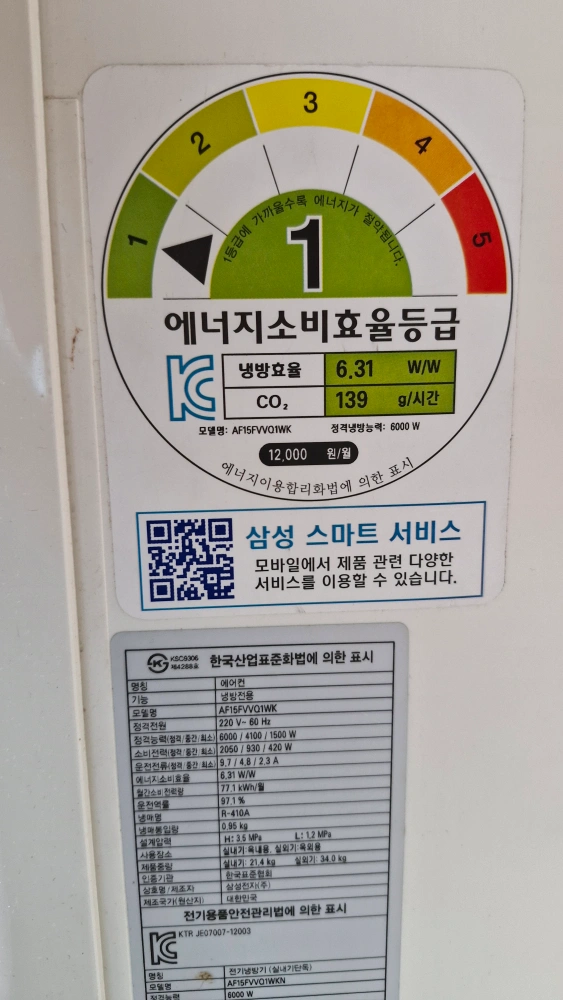 1
2
3
4
5
1등급에 가까울수록 에너지가 절약됩니다.
1
에너지소비효율등급
냉방효율 6.31 W/W
CO₂ 139 g/시간
모델명: AF15FVVQ1WK 정격냉방능력: 6000 W
12,000 원/월
에너지이용합리화법에 의한 표시
삼성 스마트 서비스
모바일에서 제품 관련 다양한
서비스를 이용할 수 있습니다.
KSC9306
제4288호
한국산업표준화법에 의한 표시
명칭 에어컨
기능 냉방전용
모델명 AF15FVVQ1WK
정격전원 220 V~ 60 Hz
정격능력(정격/중간/최소) 6000 / 4100 / 1500 W
소비전력(정격/중간/최소) 2050 / 930 / 420 W
운전전류(정격/중간/최소) 9.7 / 4.8 / 2.3 A
에너지소비효율 6.31 W/W
월간소비전력량 77.1 kWh/월
운전역률 97.1 %
냉매명 R-410A
냉매봉입량 0.95 kg
설계압력 H: 3.5 MPa L: 1.2 MPa
사용장소 실내기:옥내용, 실외기:옥외용
제품중량 실내기: 21.4 kg 실외기: 34.0 kg
인증기관 한국표준협회
상호명/제조자 삼성전자(주)
제조국가(원산지) 대한민국
전기용품안전관리법에 의한 표시
KTR JE07007-12003
명칭 전기냉방기 (실내기단독)
모델명 AF15FVVQ1WKN
정격능력 6000 W